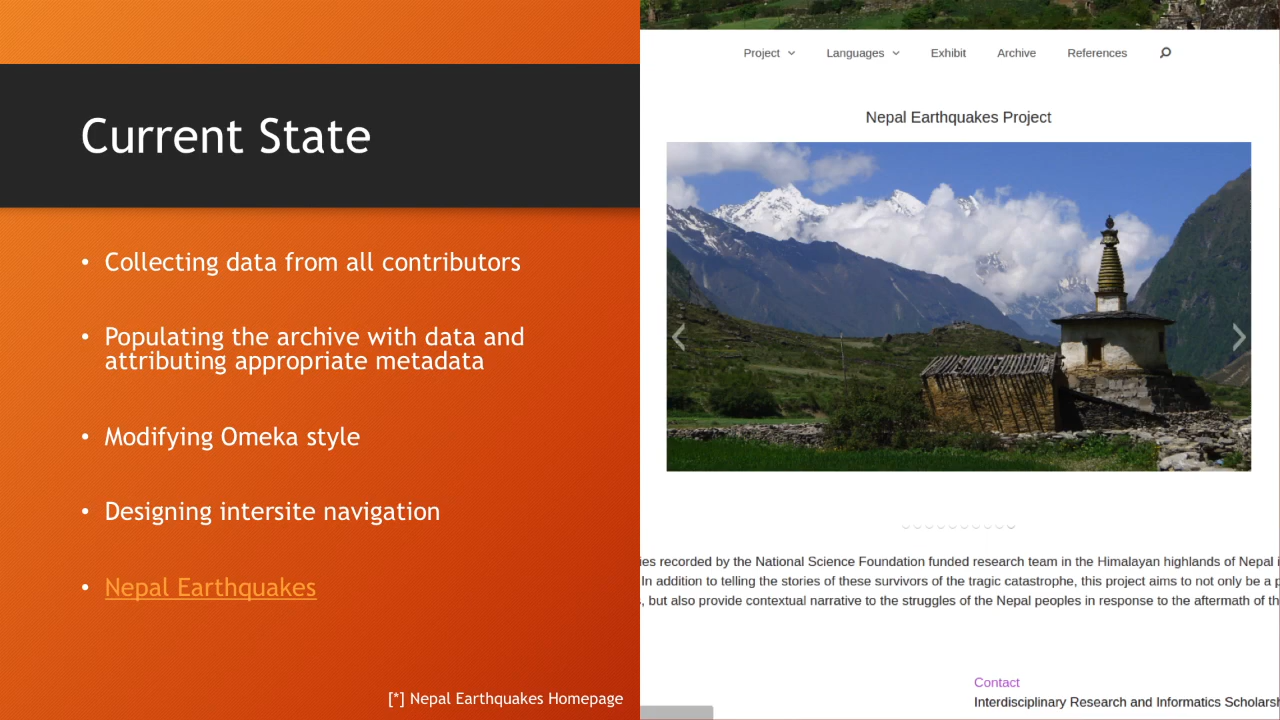 Current State
• Collecting data from all contributors
• Populating the archive with data and
attributing appropriate metadata
• Modifying Omeka style
• Designing intersite navigation
• Nepal Earthquakes
[*] Nepal Earthquakes Homepage
Project Languages Exhibit Archive References
Nepal Earthquakes Project
recorded by the National Science Foundation funded research team in the Himalayan highlands of Nepal
In addition to telling the stories of these survivors of the tragic catastrophe, this project aims to not only be a
, but also provide contextual narrative to the struggles of the Nepal peoples in response to the aftermath of
Contact
Interdisciplinary Research and Informatics